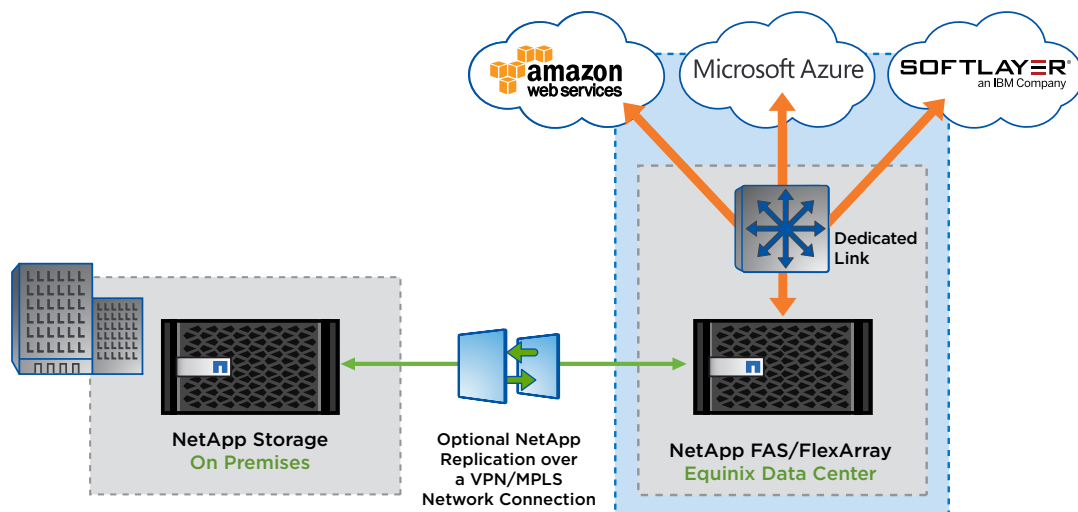 amazon
web services
Microsoft Azure
SOFTLAYER®
an IBM Company
Dedicated
Link
NetApp Storage
On Premises
Optional NetApp
Replication over
a VPN/MPLS
Network Connection
NetApp FAS/FlexArray
Equinix Data Center